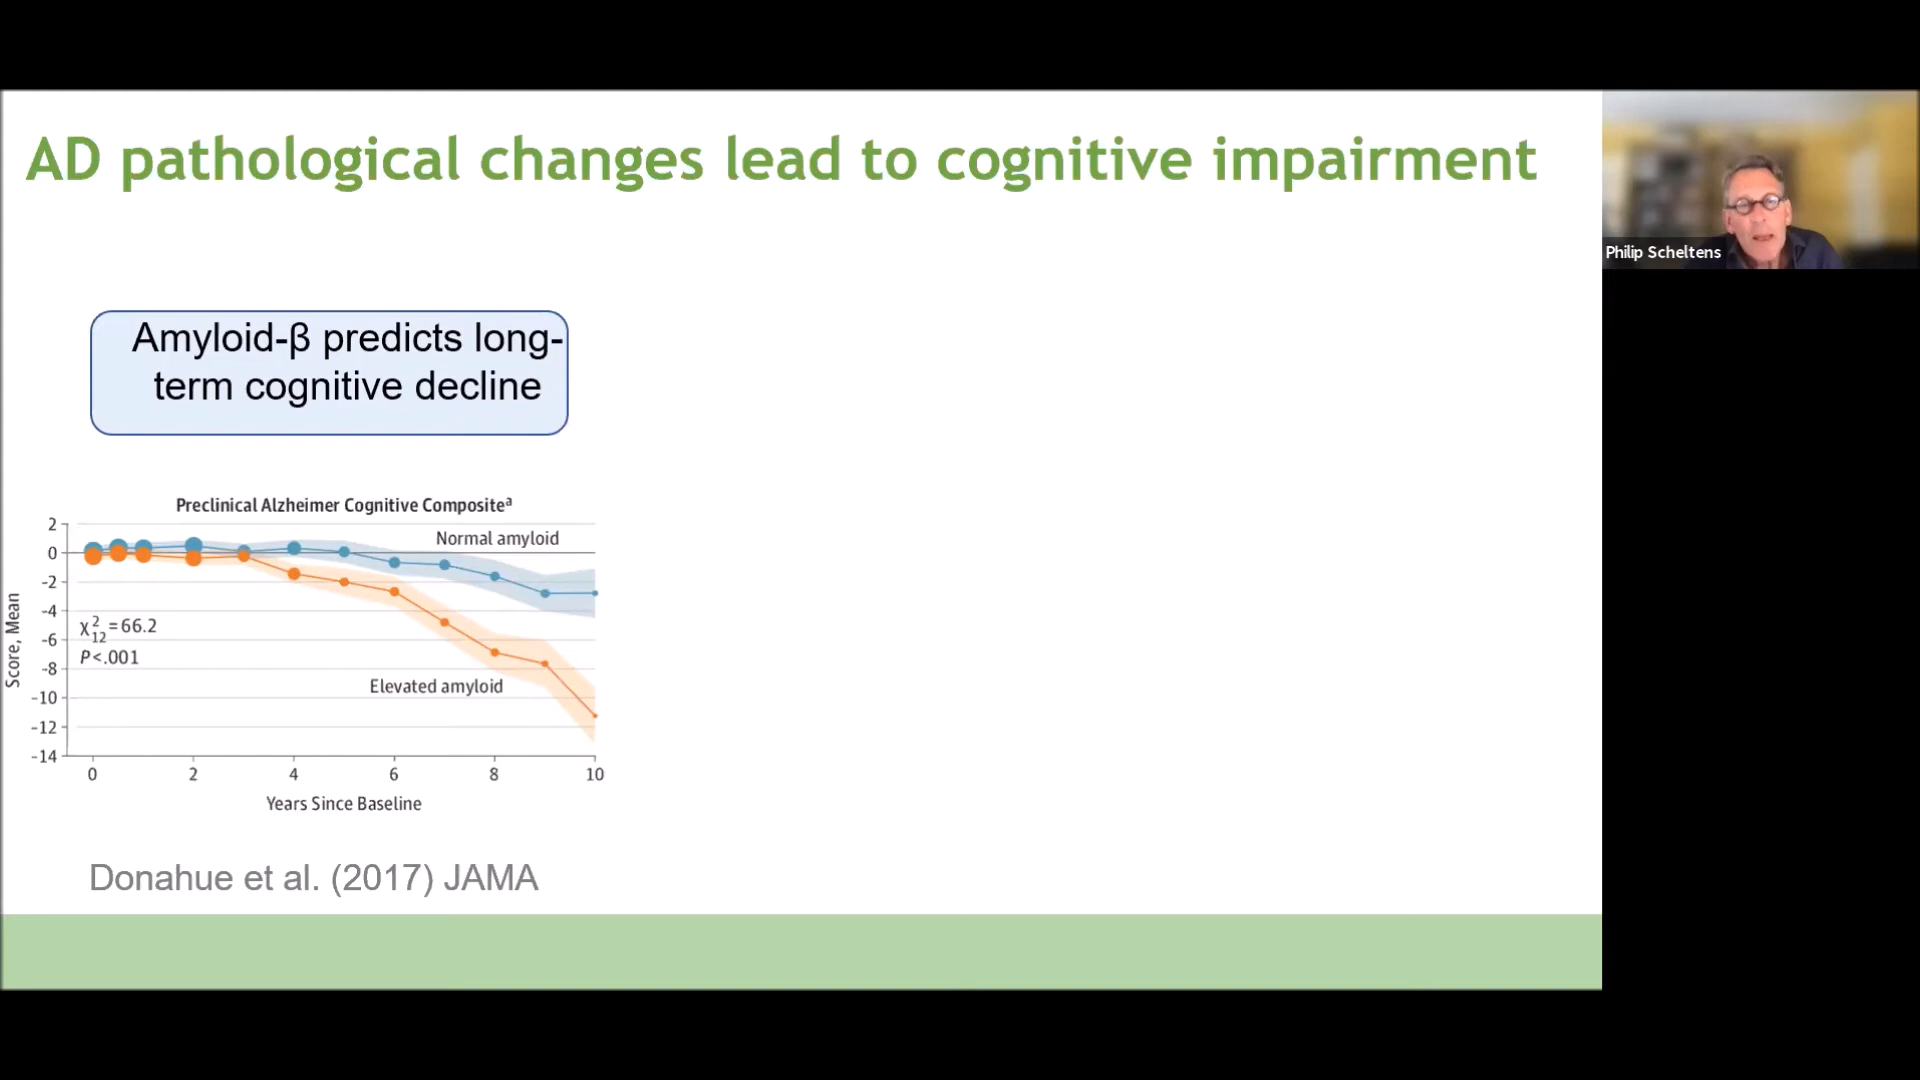 AD pathological changes lead to cognitive impairment
Philip Scheltens
Amyloid-β predicts long-
term cognitive decline
Preclinical Alzheimer Cognitive Compositeᵃ
Normal amyloid
Elevated amyloid
χ²₁₂=66.2
P<.001
Score, Mean
2
0
-2
-4
-6
-8
-10
-12
-14
0 2 4 6 8 10
Years Since Baseline
Donahue et al. (2017) JAMA